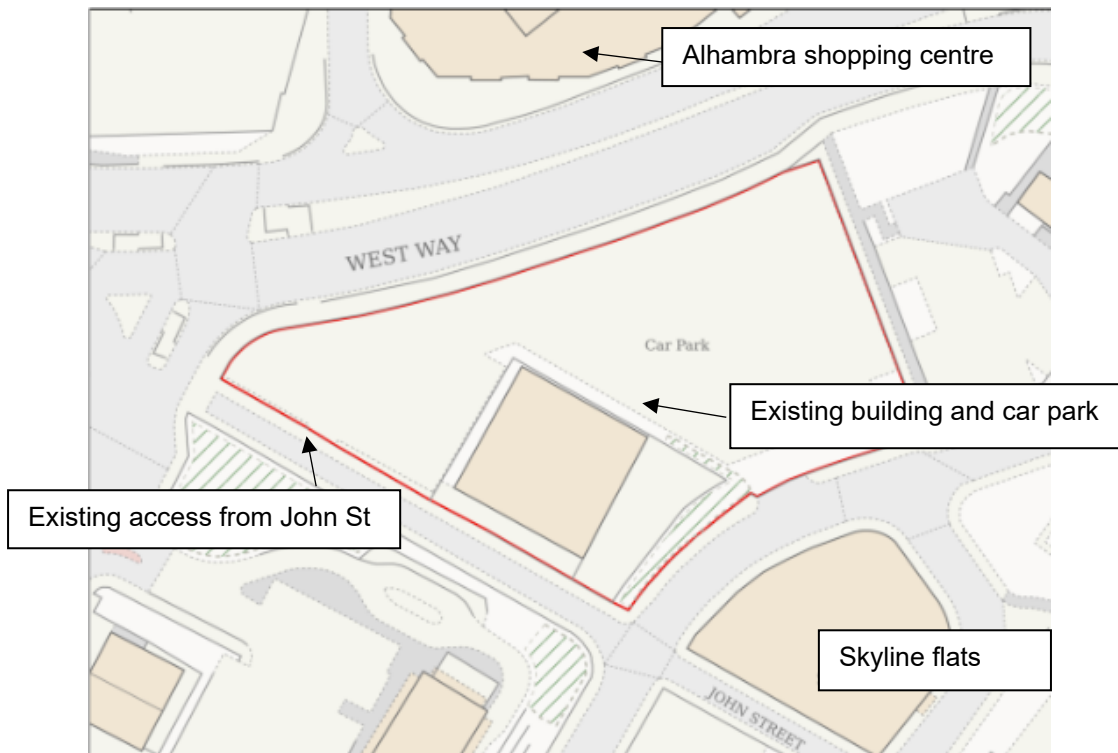 Alhambra shopping centre
WEST WAY
Car Park
Existing building and car park
Existing access from John St
Skyline flats
JOHN STREET